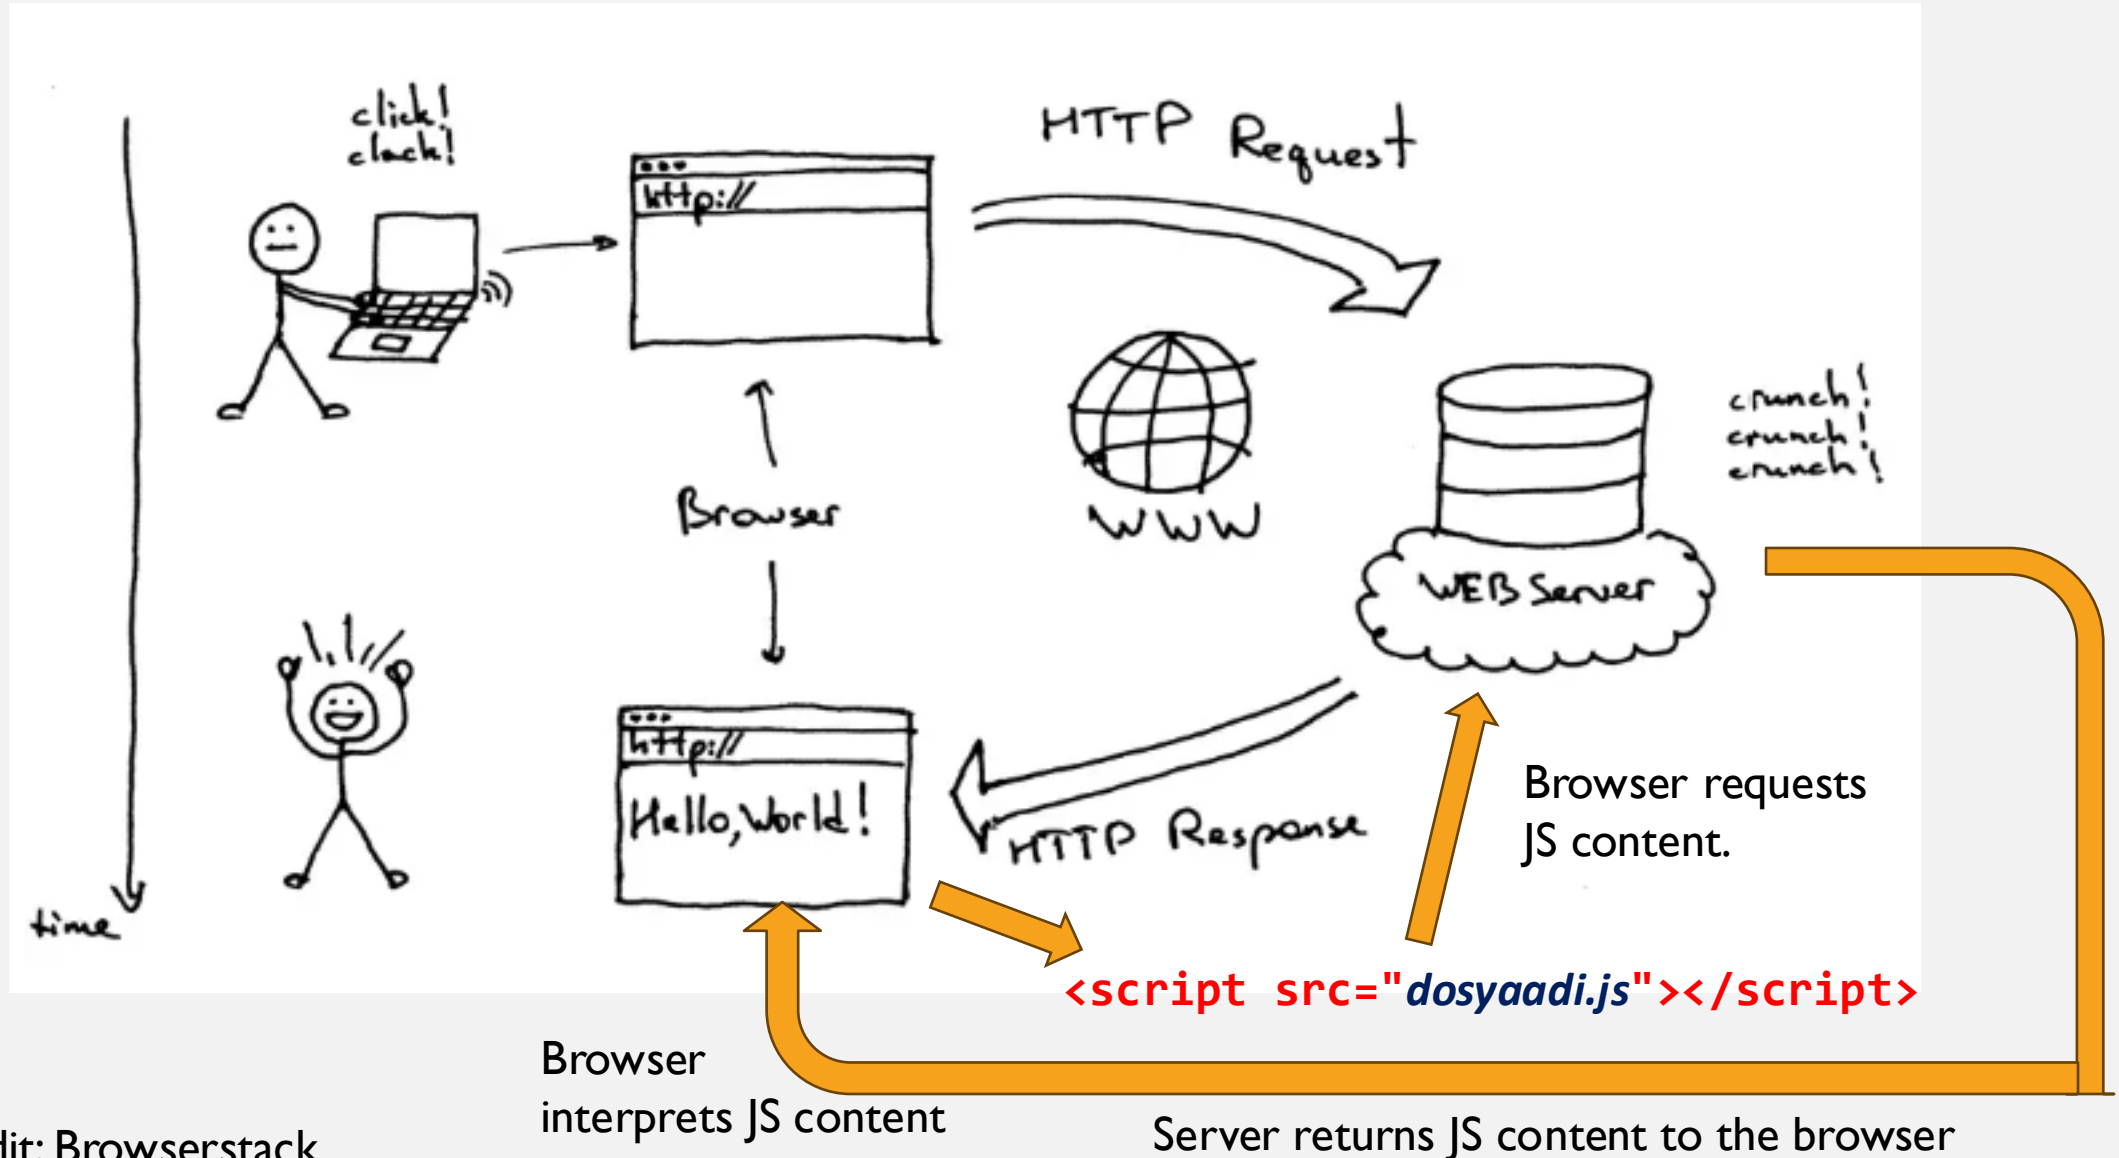 click!
clack!
http://
HTTP Request
Browser
WWW
crunch!
crunch!
crunch!
WEB Server
http://
Hello, World!
HTTP Response
time
Browser requests
JS content.
<script src="dosyaadi.js"></script>
Browser
interprets JS content
Server returns JS content to the browser
dit: Browserstack